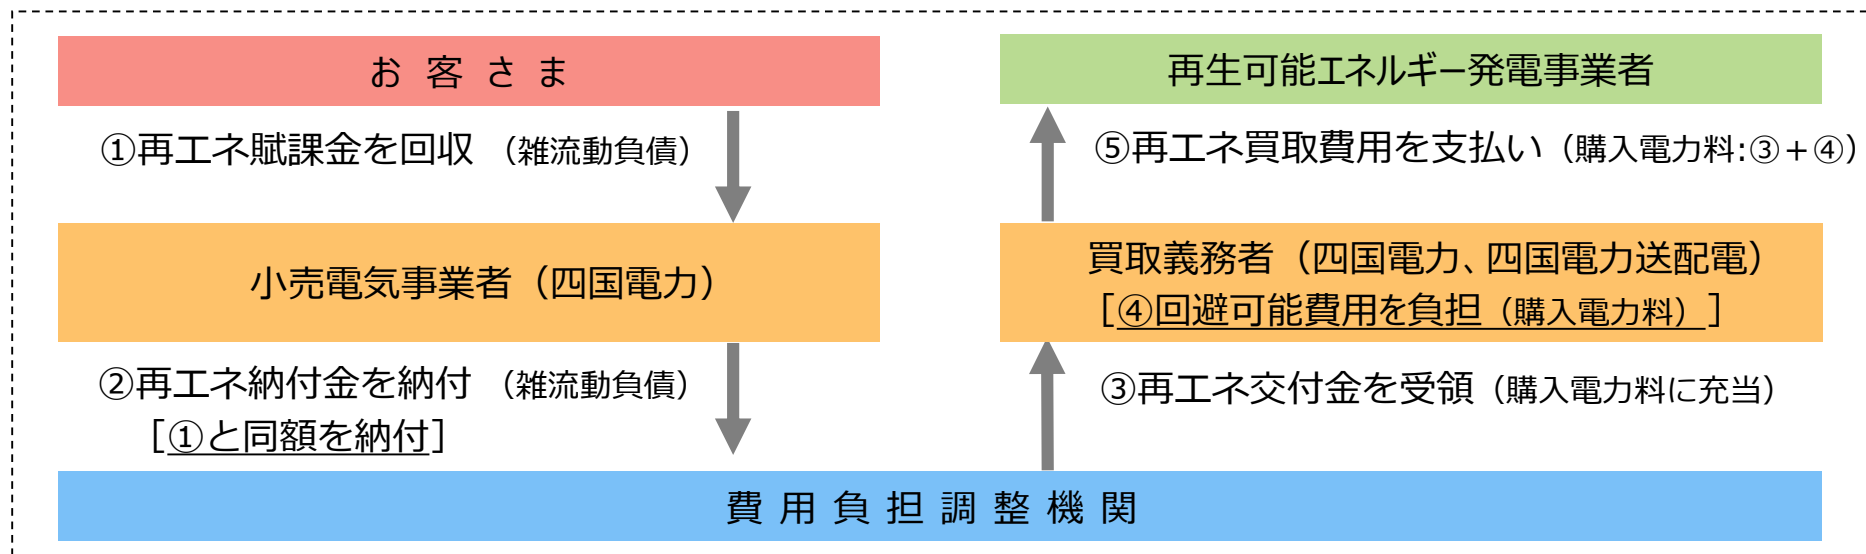 お客さま
①再エネ賦課金を回収（雑流動負債）
小売電気事業者（四国電力）
②再エネ納付金を納付（雑流動負債）
［①と同額を納付］
再生可能エネルギー発電事業者
⑤再エネ買取費用を支払い（購入電力料:③＋④）
買取義務者（四国電力、四国電力送配電）
［④回避可能費用を負担（購入電力料）］
③再エネ交付金を受領（購入電力料に充当）
費用負担調整機関